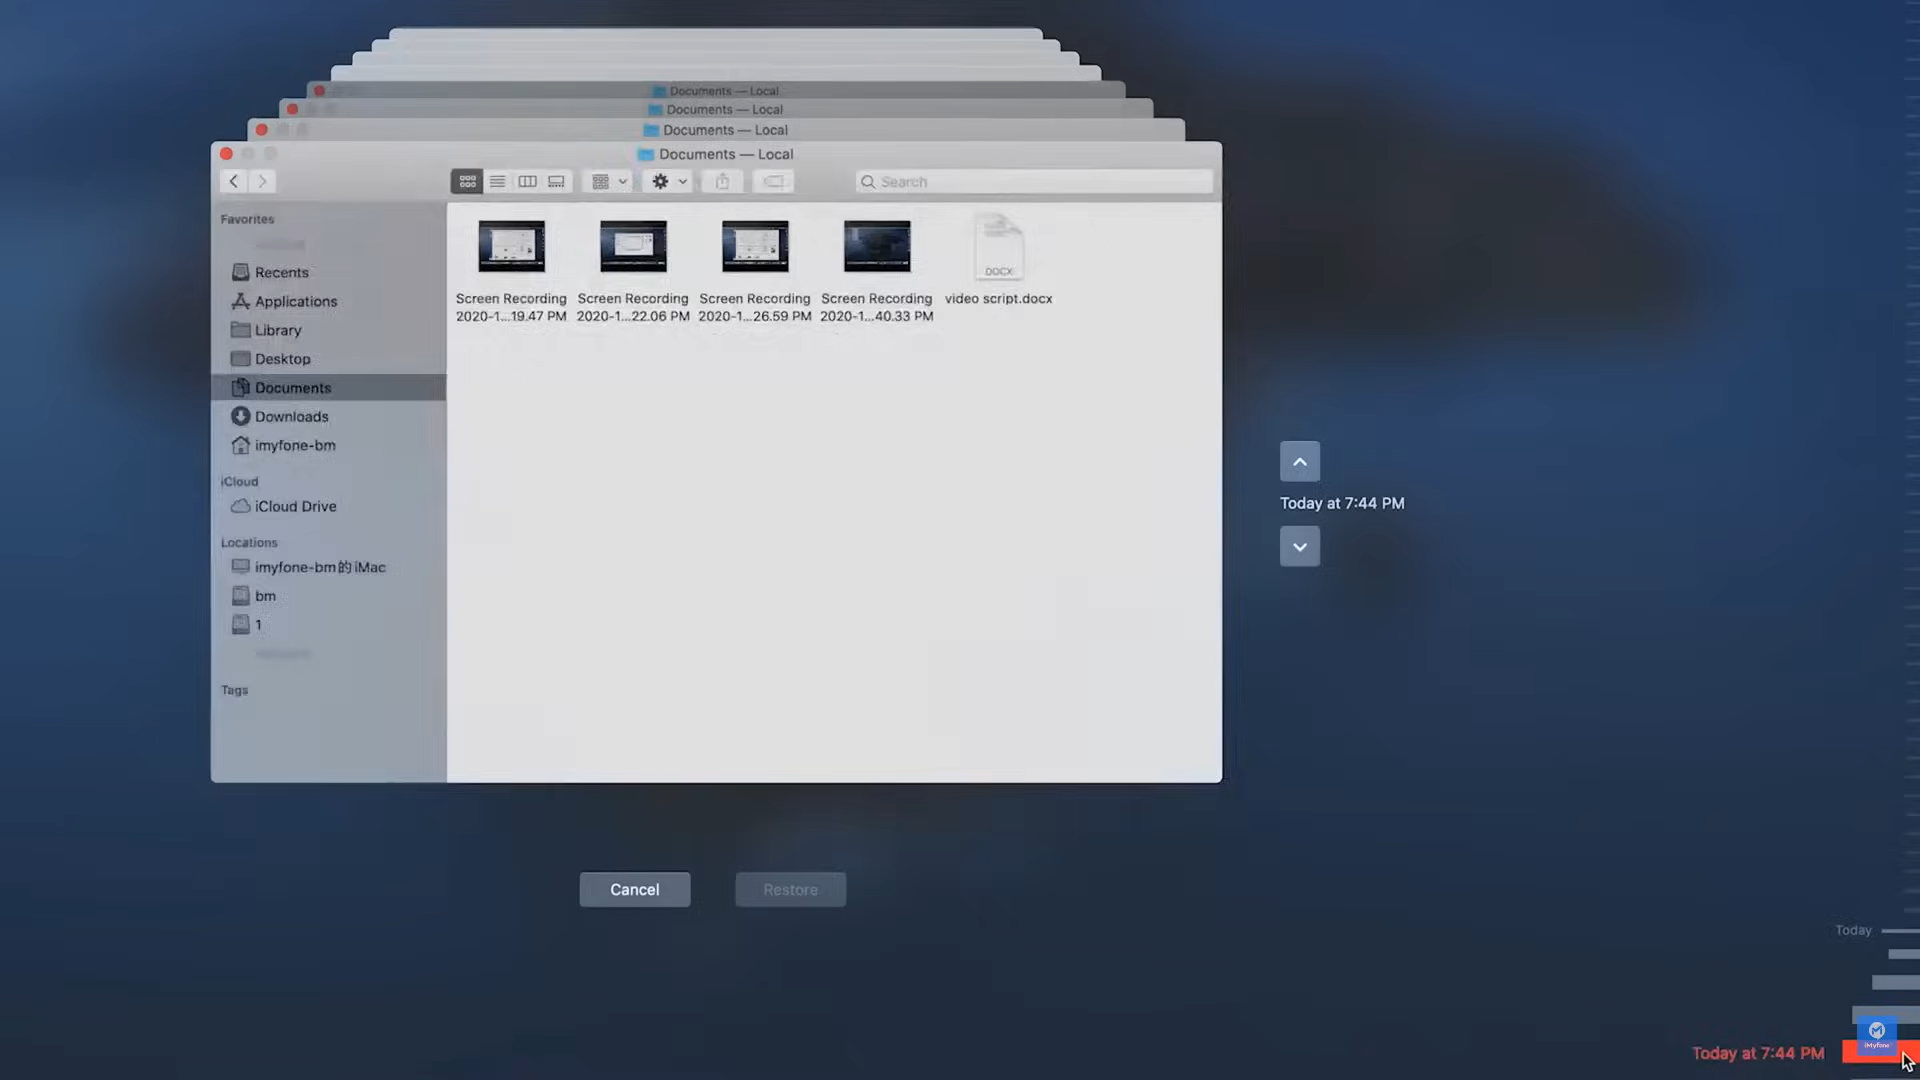 Documents — Local
Documents — Local
Documents — Local
Documents — Local
Search
Favorites
Recents
Applications
Library
Desktop
Documents
Downloads
imyfone-bm
iCloud
iCloud Drive
Locations
imyfone-bm的 iMac
bm
1
Tags
DOCX
Screen Recording
2020-1...19.47 PM
Screen Recording
2020-1...22.06 PM
Screen Recording
2020-1...26.59 PM
Screen Recording
2020-1...40.33 PM
video script.docx
Today at 7:44 PM
Cancel
Restore
Today
Today at 7:44 PM
iMyfone